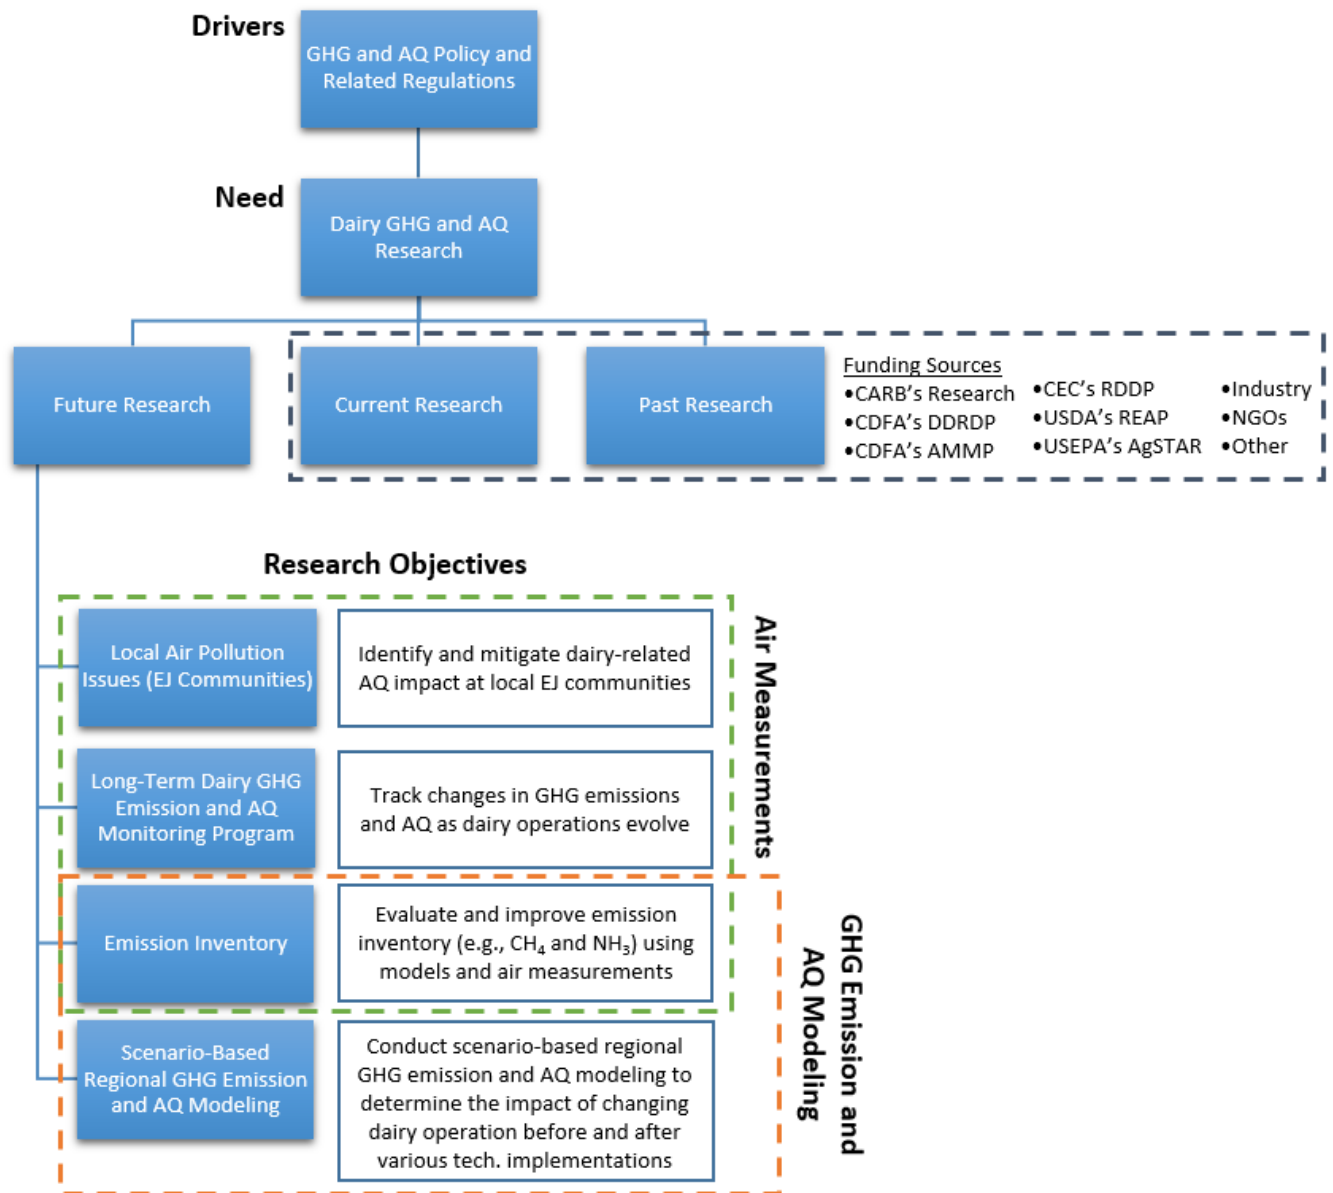 Drivers
GHG and AQ Policy and
Related Regulations
Need
Dairy GHG and AQ
Research
Future Research
Current Research
Past Research
Funding Sources
•CARB's Research
•CDFA's DDRDP
•CDFA's AMMP
•CEC's RDDP
•USDA's REAP
•USEPA's AgSTAR
•Industry
•NGOs
•Other
Research Objectives
Local Air Pollution
Issues (EJ Communities)
Identify and mitigate dairy-related
AQ impact at local EJ communities
Long-Term Dairy GHG
Emission and AQ
Monitoring Program
Track changes in GHG emissions
and AQ as dairy operations evolve
Air Measurements
Emission Inventory
Evaluate and improve emission
inventory (e.g., CH₄ and NH₃) using
models and air measurements
Scenario-Based
Regional GHG Emission
and AQ Modeling
Conduct scenario-based regional
GHG emission and AQ modeling to
determine the impact of changing
dairy operation before and after
various tech. implementations
GHG Emission and
AQ Modeling